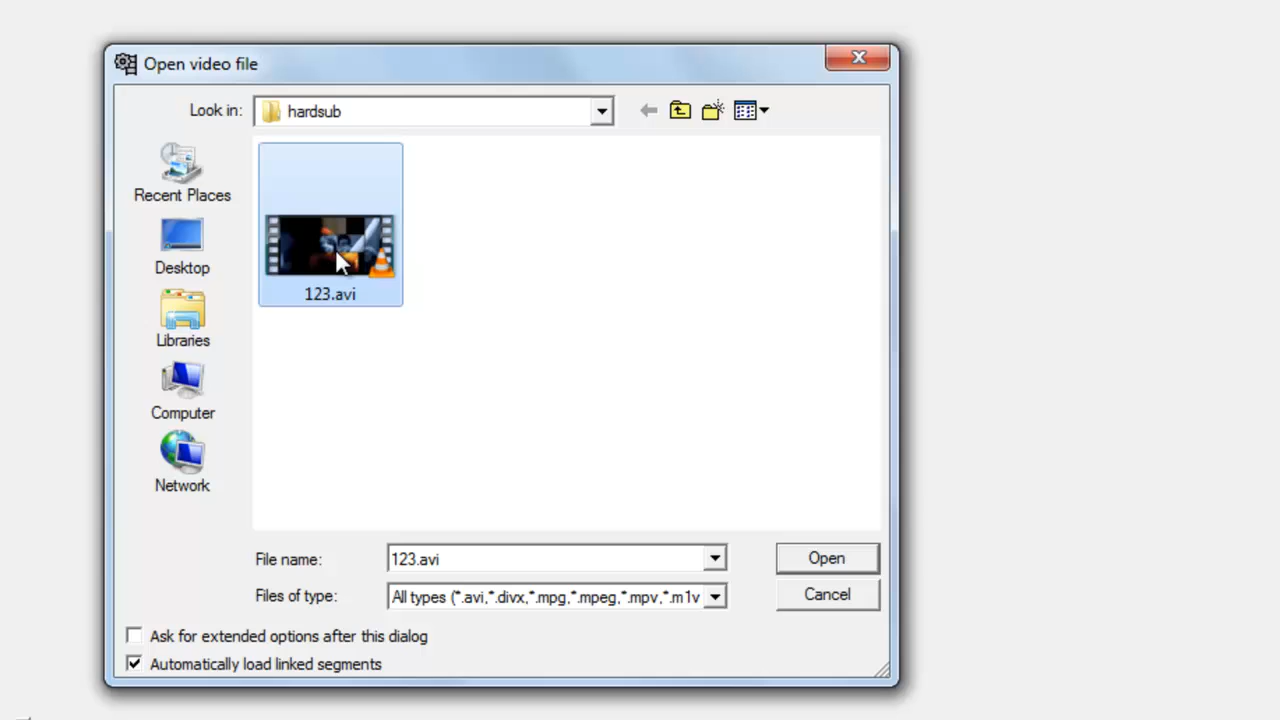 Open video file
Look in: hardsub
Recent Places
Desktop
Libraries
Computer
Network
123.avi
File name: 123.avi Open
Files of type: All types (*.avi,*.divx,*.mpg,*.mpeg,*.mpv,*.m1v Cancel
Ask for extended options after this dialog
Automatically load linked segments